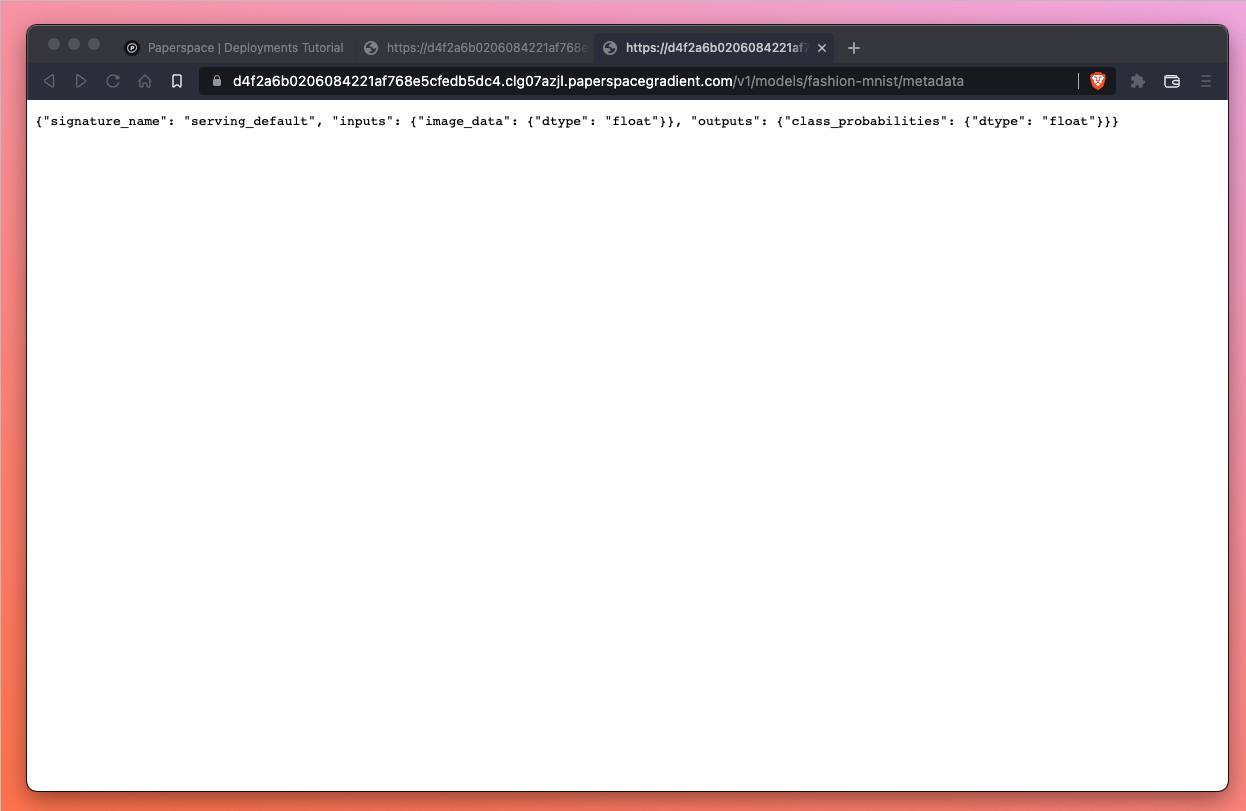 Paperspace | Deployments Tutorial
https://d4f2a6b0206084221af768e
https://d4f2a6b0206084221af7
d4f2a6b0206084221af768e5cfedb5dc4.clg07azjl.paperspacegradient.com/v1/models/fashion-mnist/metadata
{"signature_name": "serving_default", "inputs": {"image_data": {"dtype": "float"}}, "outputs": {"class_probabilities": {"dtype": "float"}}}